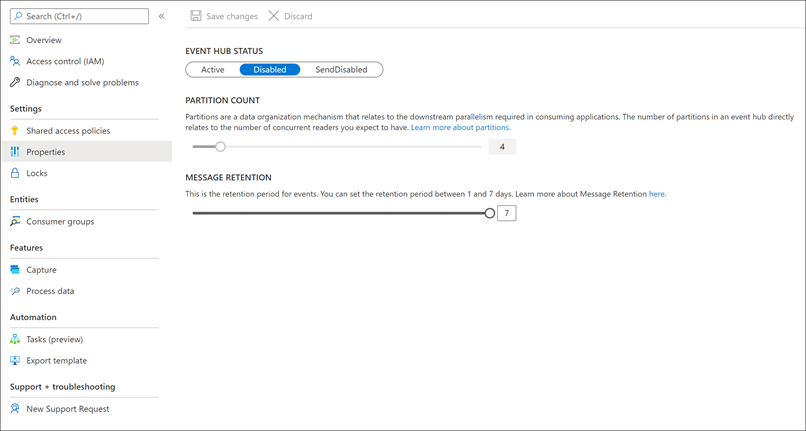 Search (Ctrl+/)
«
Overview
Access control (IAM)
Diagnose and solve problems
Settings
Shared access policies
Properties
Locks
Entities
Consumer groups
Features
Capture
Process data
Automation
Tasks (preview)
Export template
Support + troubleshooting
New Support Request
Save changes
Discard
EVENT HUB STATUS
Active Disabled SendDisabled
PARTITION COUNT
Partitions are a data organization mechanism that relates to the downstream parallelism required in consuming applications. The number of partitions in an event hub directly
relates to the number of concurrent readers you expect to have. Learn more about partitions.
4
MESSAGE RETENTION
This is the retention period for events. You can set the retention period between 1 and 7 days. Learn more about Message Retention here.
7